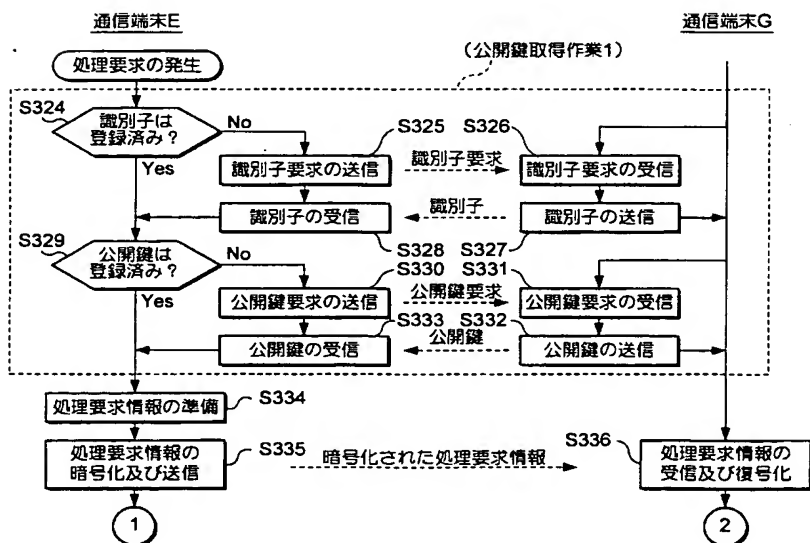 通信端末E
通信端末G
処理要求の発生
(公開鍵取得作業1)
S324
識別子は
登録済み?
No
Yes
S325
S326
識別子要求の送信
識別子要求
識別子要求の受信
識別子の受信
識別子
識別子の送信
S328
S327
S329
公開鍵は
登録済み?
No
Yes
S330
S331
公開鍵要求の送信
公開鍵要求
公開鍵要求の受信
S333
S332
公開鍵の受信
公開鍵
公開鍵の送信
処理要求情報の準備
S334
処理要求情報の
暗号化及び送信
S335
暗号化された処理要求情報
S336
処理要求情報の
受信及び復号化
1
2